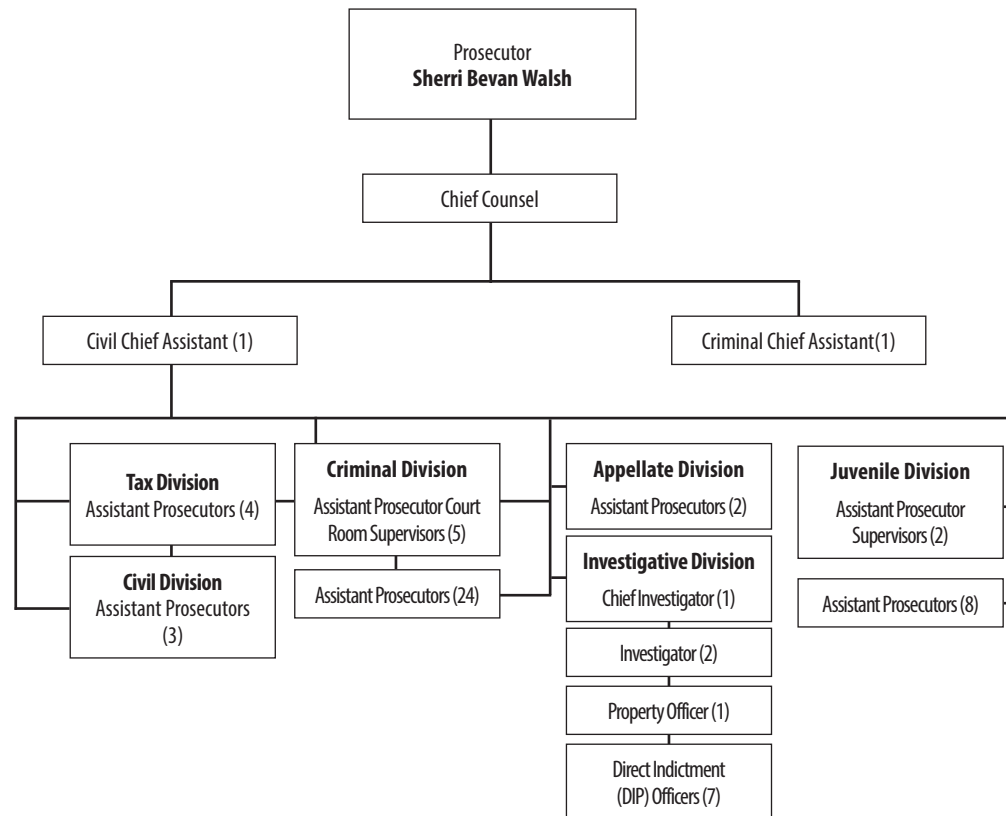 Prosecutor
Sherri Bevan Walsh
Chief Counsel
Civil Chief Assistant (1)
Criminal Chief Assistant(1)
Tax Division
Assistant Prosecutors (4)
Civil Division
Assistant Prosecutors
(3)
Criminal Division
Assistant Prosecutor Court
Room Supervisors (5)
Assistant Prosecutors (24)
Appellate Division
Assistant Prosecutors (2)
Investigative Division
Chief Investigator (1)
Investigator (2)
Property Officer (1)
Direct Indictment
(DIP) Officers (7)
Juvenile Division
Assistant Prosecutor
Supervisors (2)
Assistant Prosecutors (8)